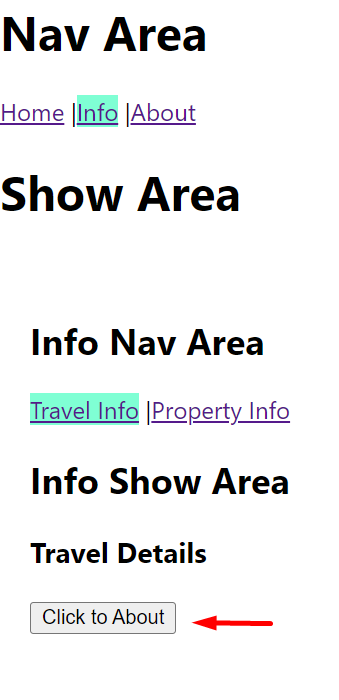 Nav Area
Home |Info |About
Show Area
Info Nav Area
Travel Info |Property Info
Info Show Area
Travel Details
Click to About